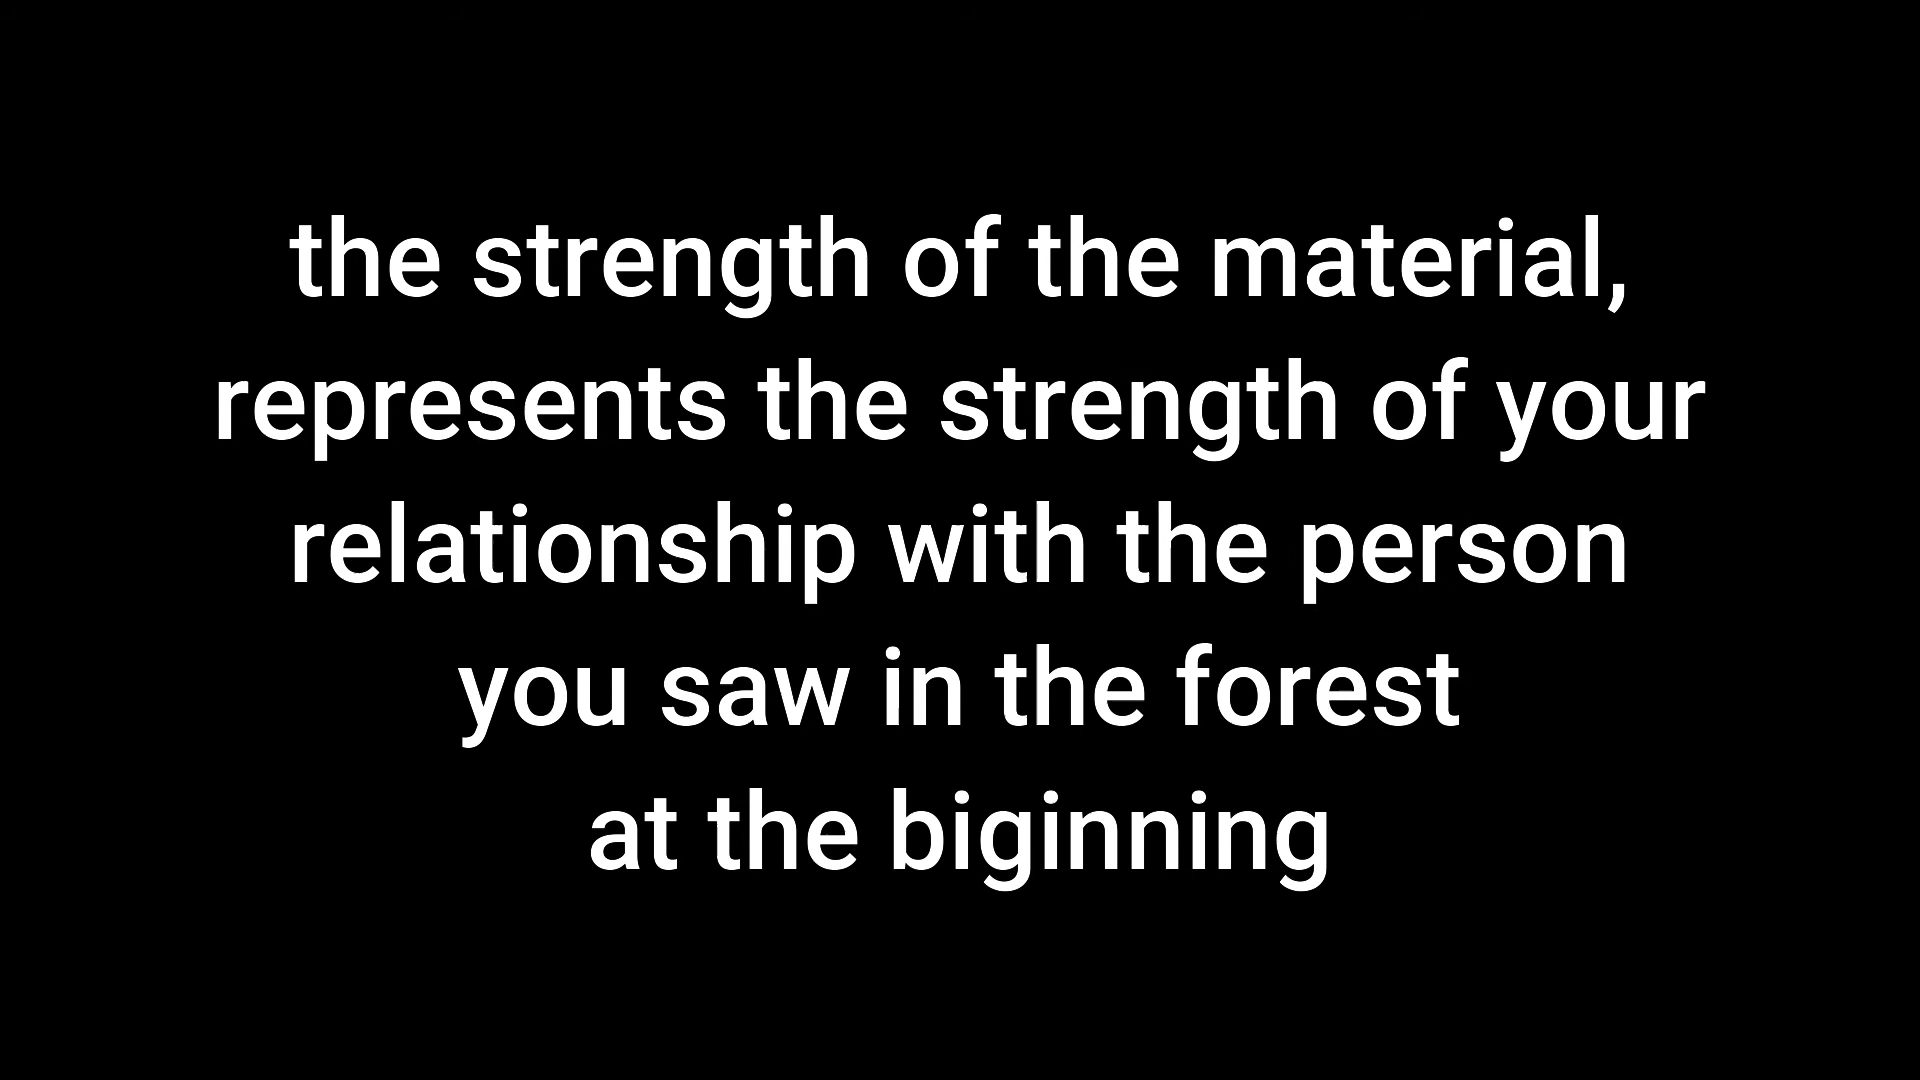 the strength of the material,
represents the strength of your
relationship with the person
you saw in the forest
at the biginning